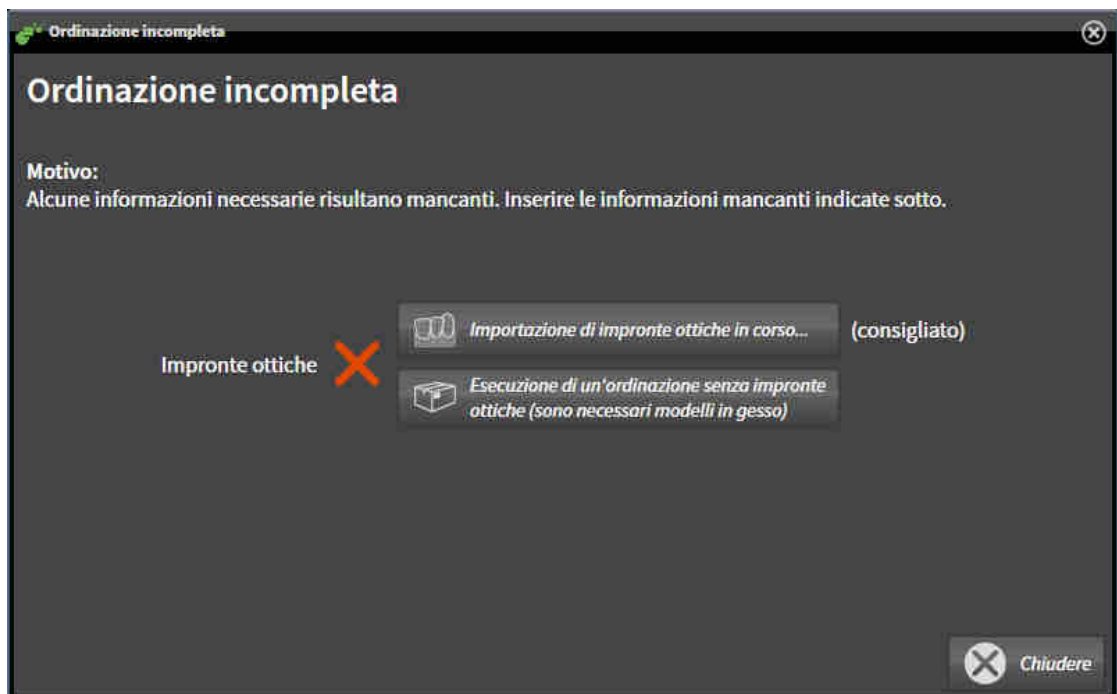 Ordinazione incompleta
Ordinazione incompleta
Motivo:
Alcune informazioni necessarie risultano mancanti. Inserire le informazioni mancanti indicate sotto.
Impronte ottiche
Importazione di impronte ottiche in corso... (consigliato)
Esecuzione di un'ordinazione senza impronte
ottiche (sono necessari modelli in gesso)
Chiudere